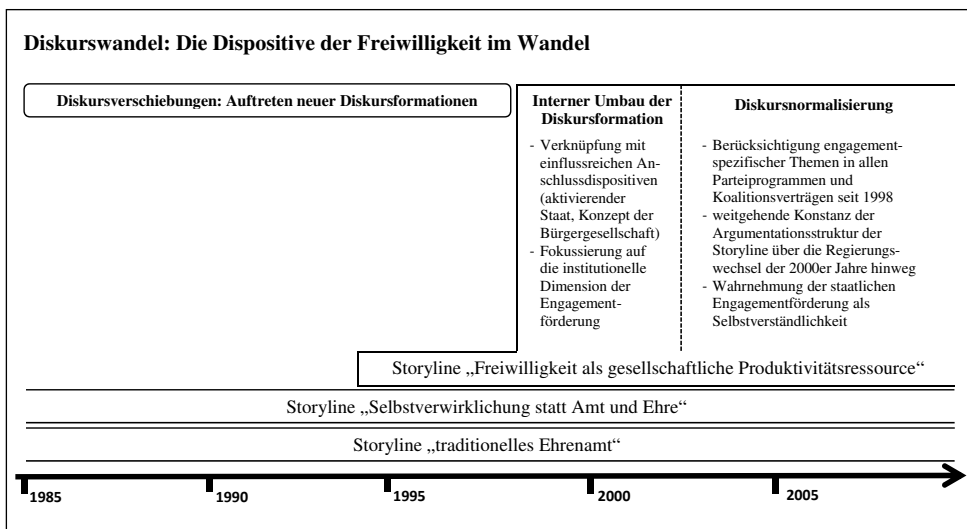 Diskurswandel: Die Dispositive der Freiwilligkeit im Wandel
Diskursverschiebungen: Auftreten neuer Diskursformationen
Interner Umbau der
Diskursformation
- Verknüpfung mit
einflussreichen An-
schlussdispositiven
(aktivierender
Staat, Konzept der
Bürgergesellschaft)
- Fokussierung auf
die institutionelle
Dimension der
Engagement-
förderung
Diskursnormalisierung
- Berücksichtigung engagement-
spezifischer Themen in allen
Parteiprogrammen und
Koalitionsverträgen seit 1998
- weitgehende Konstanz der
Argumentationsstruktur der
Storyline über die Regierungs-
wechsel der 2000er Jahre hinweg
- Wahrnehmung der staatlichen
Engagementförderung als
Selbstverständlichkeit
Storyline „Freiwilligkeit als gesellschaftliche Produktivitätsressource“
Storyline „Selbstverwirklichung statt Amt und Ehre“
Storyline „traditionelles Ehrenamt“
1985 1990 1995 2000 2005